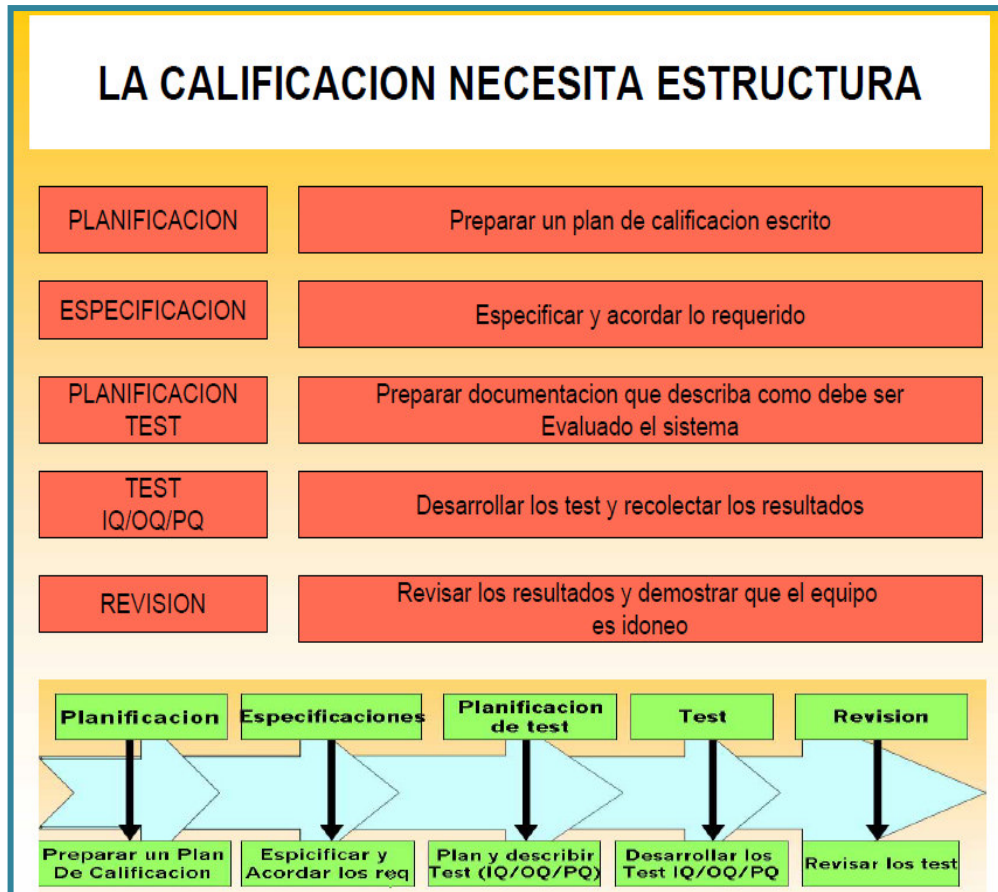 LA CALIFICACION NECESITA ESTRUCTURA
PLANIFICACION
Preparar un plan de calificacion escrito
ESPECIFICACION
Especificar y acordar lo requerido
PLANIFICACION
TEST
Preparar documentacion que describa como debe ser
Evaluado el sistema
TEST
IQ/OQ/PQ
Desarrollar los test y recolectar los resultados
REVISION
Revisar los resultados y demostrar que el equipo
es idoneo
Planificacion
Especificaciones
Planificacion
de test
Test
Revision
Preparar un Plan
De Calificacion
Espicificar y
Acordar los req
Plan y describir
Test (IQ/OQ/PQ)
Desarrollar los
Test IQ/OQ/PQ
Revisar los test